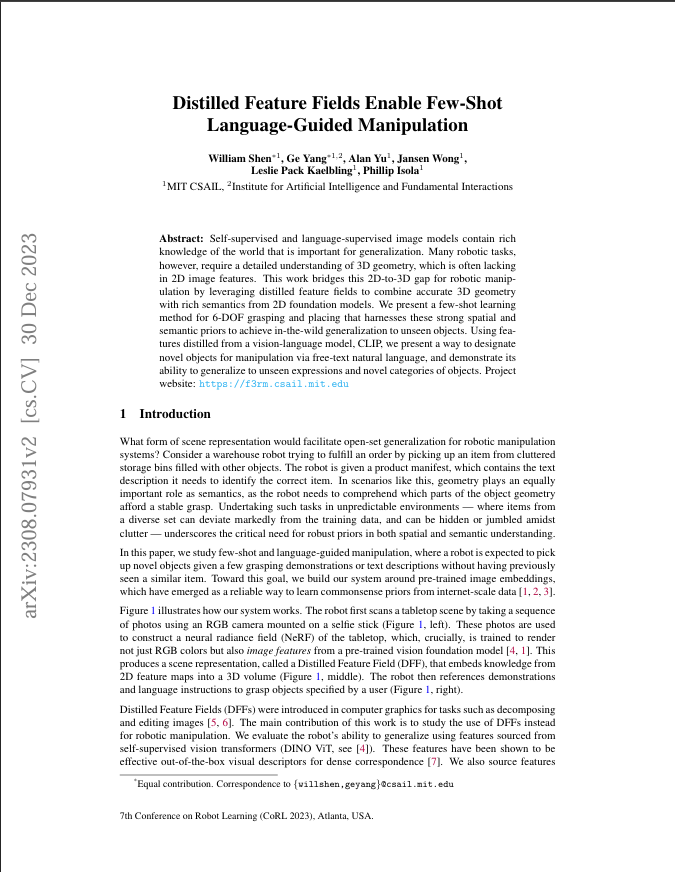 Distilled Feature Fields Enable Few-Shot
Language-Guided Manipulation
William Shen*1, Ge Yang*1,2, Alan Yu1, Jansen Wong1,
Leslie Pack Kaelbling1, Phillip Isola1
1MIT CSAIL, 2Institute for Artificial Intelligence and Fundamental Interactions
Abstract: Self-supervised and language-supervised image models contain rich
knowledge of the world that is important for generalization. Many robotic tasks,
however, require a detailed understanding of 3D geometry, which is often lacking
in 2D image features. This work bridges this 2D-to-3D gap for robotic manip-
ulation by leveraging distilled feature fields to combine accurate 3D geometry
with rich semantics from 2D foundation models. We present a few-shot learning
method for 6-DOF grasping and placing that harnesses these strong spatial and
semantic priors to achieve in-the-wild generalization to unseen objects. Using fea-
tures distilled from a vision-language model, CLIP, we present a way to designate
novel objects for manipulation via free-text natural language, and demonstrate its
ability to generalize to unseen expressions and novel categories of objects. Project
website: https://f3rm.csail.mit.edu
1 Introduction
What form of scene representation would facilitate open-set generalization for robotic manipulation
systems? Consider a warehouse robot trying to fulfill an order by picking up an item from cluttered
storage bins filled with other objects. The robot is given a product manifest, which contains the text
description it needs to identify the correct item. In scenarios like this, geometry plays an equally
important role as semantics, as the robot needs to comprehend which parts of the object geometry
afford a stable grasp. Undertaking such tasks in unpredictable environments — where items from
a diverse set can deviate markedly from the training data, and can be hidden or jumbled amidst
clutter — underscores the critical need for robust priors in both spatial and semantic understanding.
In this paper, we study few-shot and language-guided manipulation, where a robot is expected to pick
up novel objects given a few grasping demonstrations or text descriptions without having previously
seen a similar item. Toward this goal, we build our system around pre-trained image embeddings,
which have emerged as a reliable way to learn commonsense priors from internet-scale data [1, 2, 3].
Figure 1 illustrates how our system works. The robot first scans a tabletop scene by taking a sequence
of photos using an RGB camera mounted on a selfie stick (Figure 1, left). These photos are used
to construct a neural radiance field (NeRF) of the tabletop, which, crucially, is trained to render
not just RGB colors but also image features from a pre-trained vision foundation model [4, 1]. This
produces a scene representation, called a Distilled Feature Field (DFF), that embeds knowledge from
2D feature maps into a 3D volume (Figure 1, middle). The robot then references demonstrations
and language instructions to grasp objects specified by a user (Figure 1, right).
Distilled Feature Fields (DFFs) were introduced in computer graphics for tasks such as decomposing
and editing images [5, 6]. The main contribution of this work is to study the use of DFFs instead
for robotic manipulation. We evaluate the robot's ability to generalize using features sourced from
self-supervised vision transformers (DINO ViT, see [4]). These features have been shown to be
effective out-of-the-box visual descriptors for dense correspondence [7]. We also source features
*Equal contribution. Correspondence to {willshen,geyang}@csail.mit.edu
7th Conference on Robot Learning (CoRL 2023), Atlanta, USA.
arXiv:2308.07931v2 [cs.CV] 30 Dec 2023